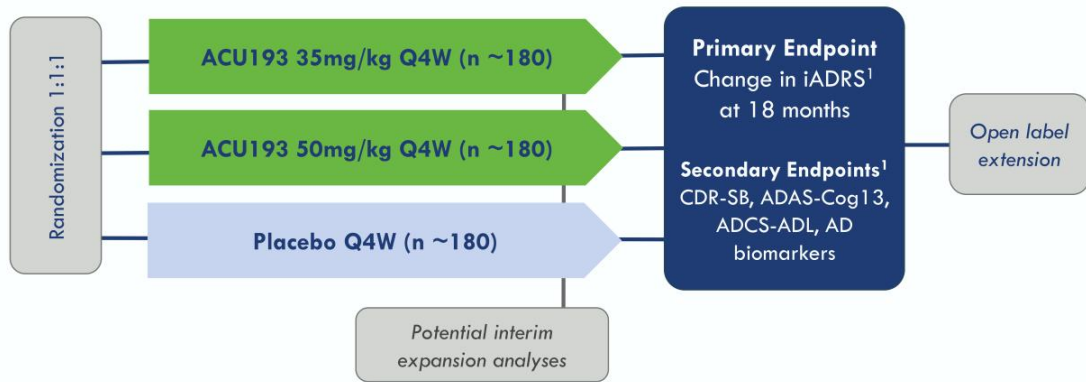 Randomization 1:1:1
ACU193 35mg/kg Q4W (n ~180)
ACU193 50mg/kg Q4W (n ~180)
Placebo Q4W (n ~180)
Potential interim
expansion analyses
Primary Endpoint
Change in iADRS¹
at 18 months
Secondary Endpoints¹
CDR-SB, ADAS-Cog13,
ADCS-ADL, AD
biomarkers
Open label
extension